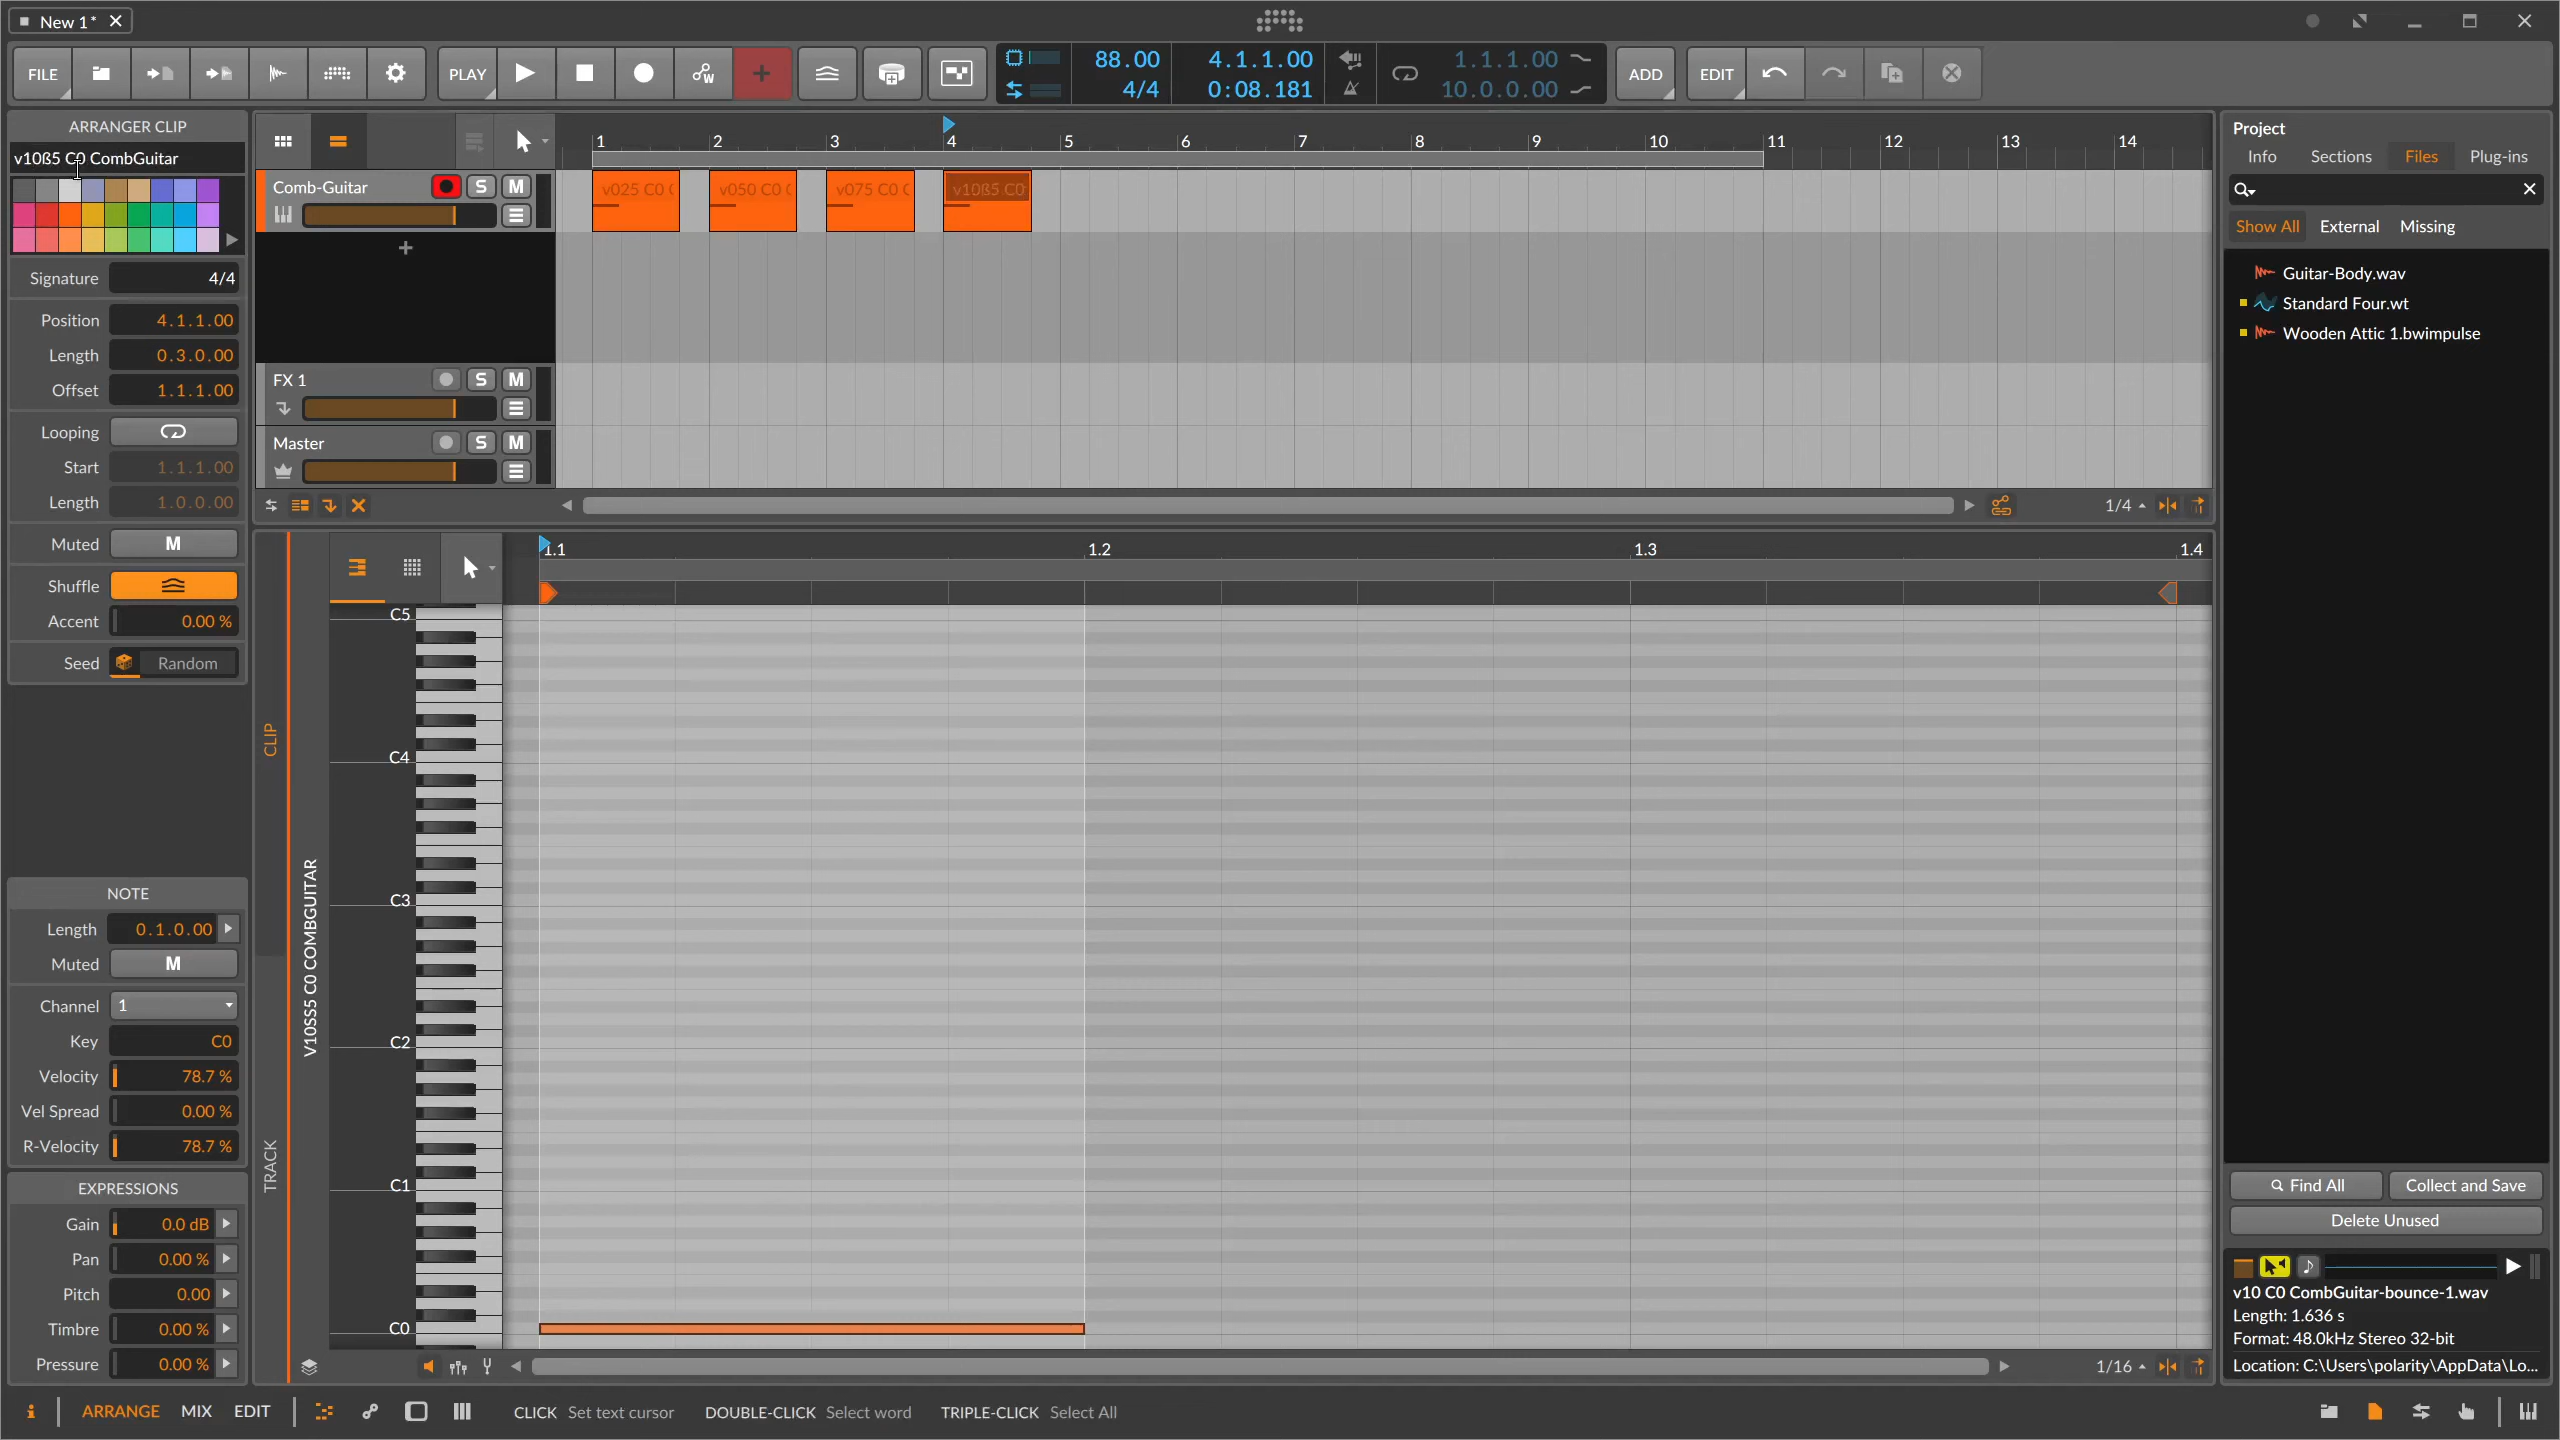 New 1*
FILE
PLAY
88.00
4/4
4.1.1.00
0:08.181
1.1.1.00
10.0.0.00
ADD
EDIT
ARRANGER CLIP
v10ß5 C0 CombGuitar
Signature 4/4
Position 4.1.1.00
Length 0.3.0.00
Offset 1.1.1.00
Looping
Start 1.1.1.00
Length 1.0.0.00
Muted M
Shuffle
Accent 0.00 %
Seed Random
NOTE
Length 0.1.0.00
Muted M
Channel 1
Key C0
Velocity 78.7 %
Vel Spread 0.00 %
R-Velocity 78.7 %
EXPRESSIONS
Gain 0.0 dB
Pan 0.00 %
Pitch 0.00
Timbre 0.00 %
Pressure 0.00 %
1 2 3 4 5 6 7 8 9 10 11 12 13 14
Comb-Guitar S M
v025 C0 v050 C0 v075 C0 v10ß5 C0
FX 1 S M
Master S M
1/4
CLIP
TRACK
V10SS5 C0 COMBGUITAR
1.1 1.2 1.3 1.4
C5
C4
C3
C2
C1
C0
1/16
Project
Info Sections Files Plug-ins
Show All External Missing
Guitar-Body.wav
Standard Four.wt
Wooden Attic 1.bwimpulse
Find All Collect and Save
Delete Unused
v10 C0 CombGuitar-bounce-1.wav
Length: 1.636 s
Format: 48.0kHz Stereo 32-bit
Location: C:\Users\polarity\AppData\Lo...
ARRANGE MIX EDIT
CLICK Set text cursor DOUBLE-CLICK Select word TRIPLE-CLICK Select All